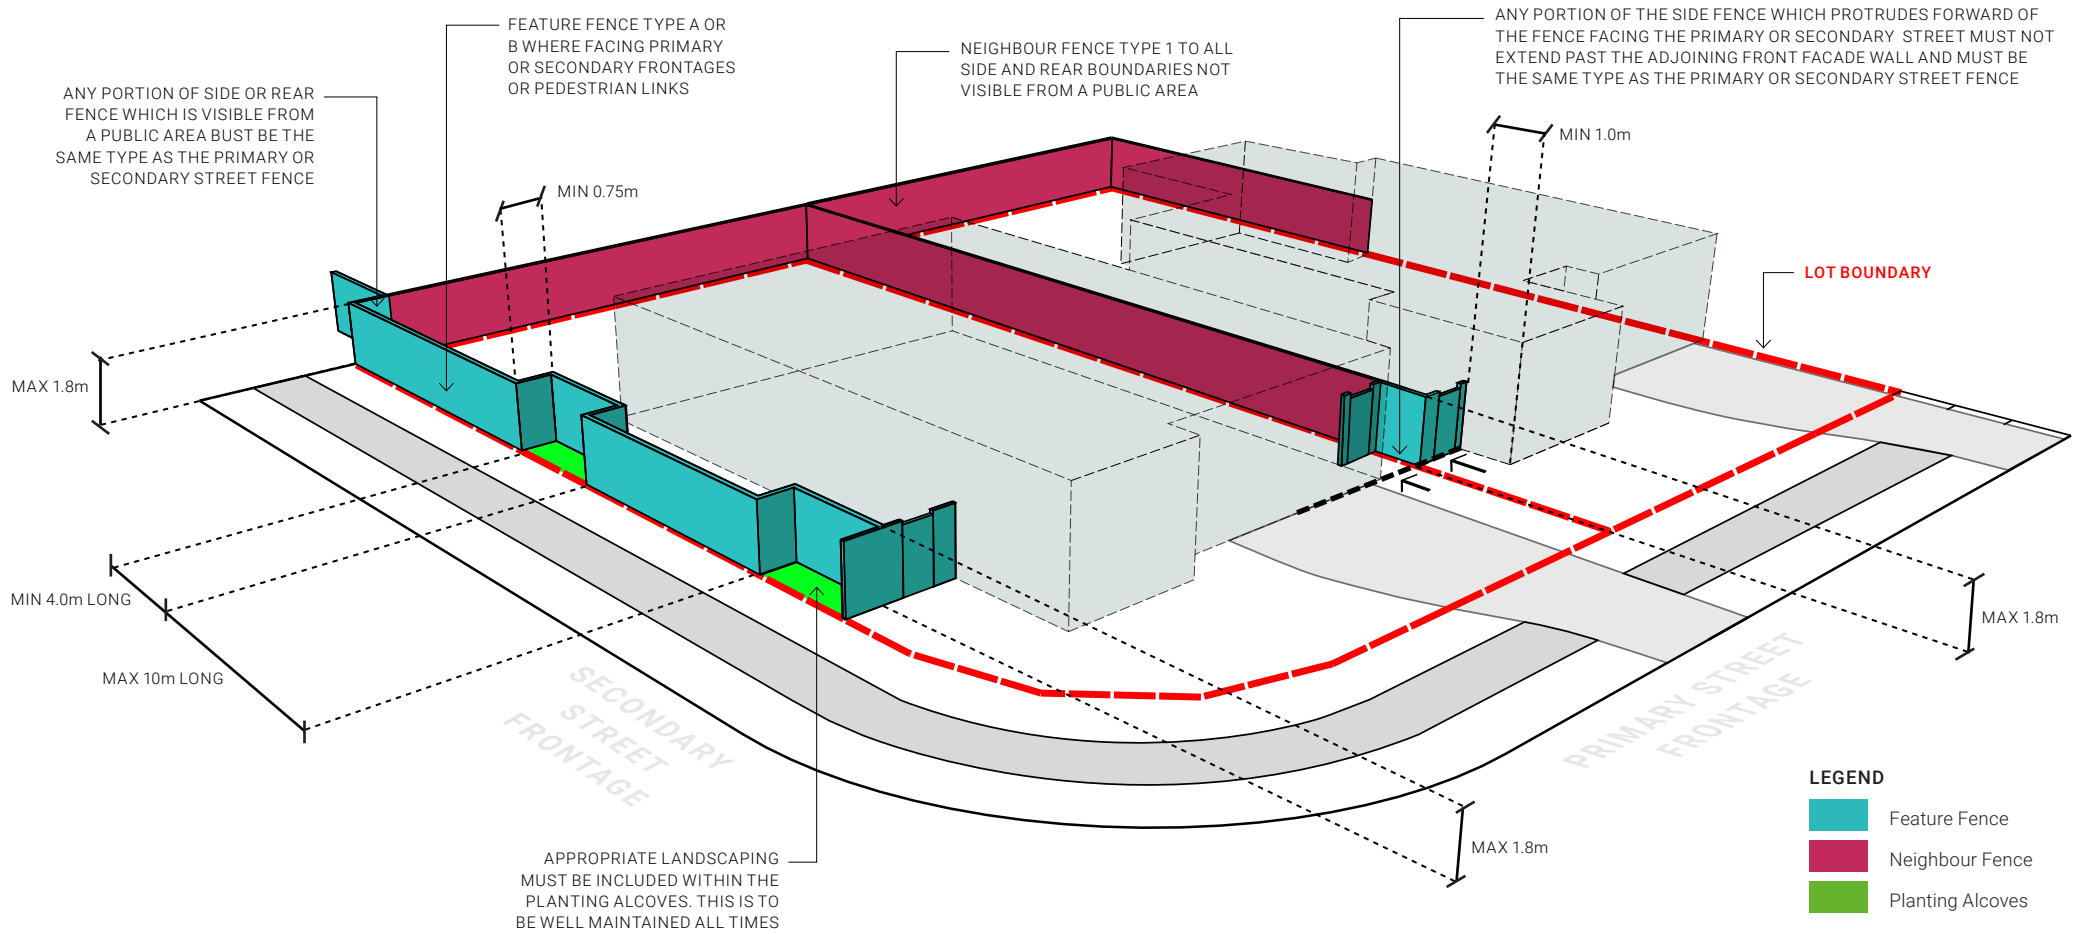 FEATURE FENCE TYPE A OR
B WHERE FACING PRIMARY
OR SECONDARY FRONTAGES
OR PEDESTRIAN LINKS
NEIGHBOUR FENCE TYPE 1 TO ALL
SIDE AND REAR BOUNDARIES NOT
VISIBLE FROM A PUBLIC AREA
ANY PORTION OF THE SIDE FENCE WHICH PROTRUDES FORWARD OF
THE FENCE FACING THE PRIMARY OR SECONDARY STREET MUST NOT
EXTEND PAST THE ADJOINING FRONT FACADE WALL AND MUST BE
THE SAME TYPE AS THE PRIMARY OR SECONDARY STREET FENCE
ANY PORTION OF SIDE OR REAR
FENCE WHICH IS VISIBLE FROM
A PUBLIC AREA BUST BE THE
SAME TYPE AS THE PRIMARY OR
SECONDARY STREET FENCE
MIN 0.75m
MIN 1.0m
LOT BOUNDARY
MAX 1.8m
MIN 4.0m LONG
MAX 10m LONG
MAX 1.8m
SECONDARY
STREET
FRONTAGE
PRIMARY STREET
FRONTAGE
MAX 1.8m
APPROPRIATE LANDSCAPING
MUST BE INCLUDED WITHIN THE
PLANTING ALCOVES. THIS IS TO
BE WELL MAINTAINED ALL TIMES
LEGEND
Feature Fence
Neighbour Fence
Planting Alcoves